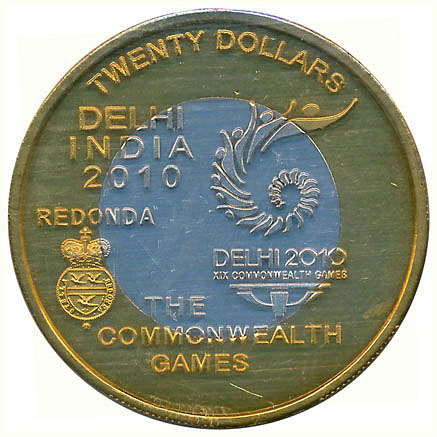 TWENTY DOLLARS
DELHI
INDIA
2010
REDONDA
DELHI 2010
XIX COMMONWEALTH GAMES
THE
COMMONWEALTH
GAMES